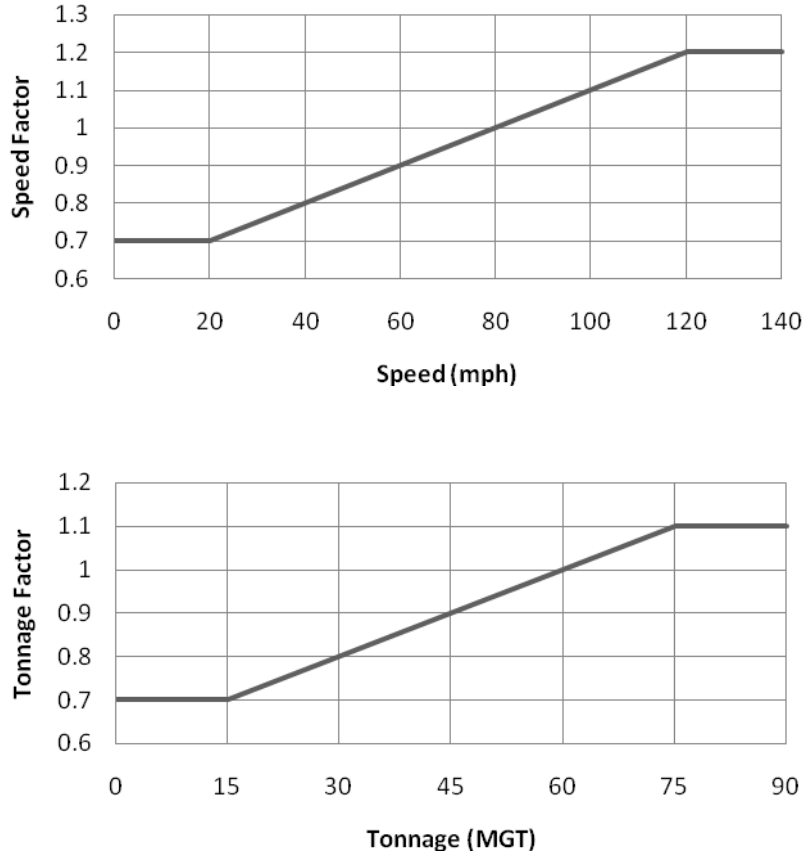 Speed Factor
1.3
1.2
1.1
1
0.9
0.8
0.7
0.6
0 20 40 60 80 100 120 140
Speed (mph)
Tonnage Factor
1.2
1.1
1
0.9
0.8
0.7
0.6
0 15 30 45 60 75 90
Tonnage (MGT)